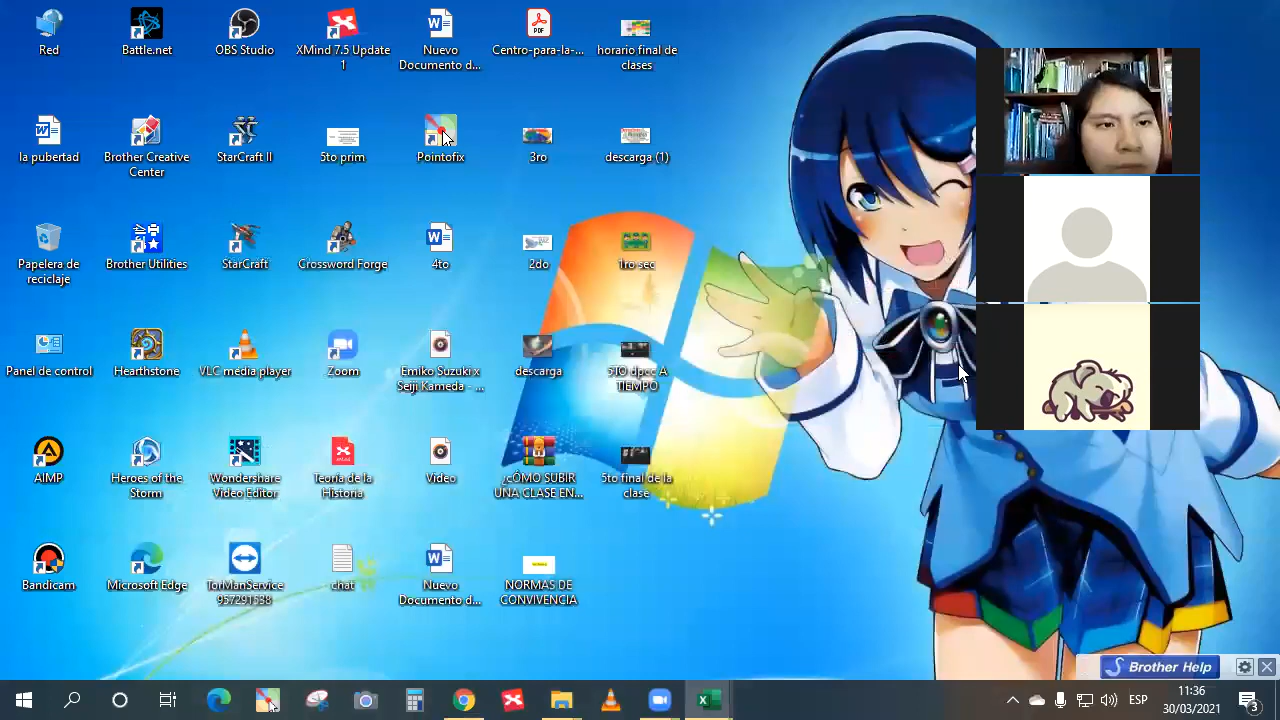 Red
Battle.net
OBS Studio
XMind 7.5 Update
1
Nuevo
Documento d...
PDF
Centro-para-la-...
horario final de
clases
la pubertad
Brother Creative
Center
StarCraft II
5to prim
Pointofix
3ro
descarga (1)
Papelera de
reciclaje
Brother Utilities
StarCraft
Crossword Forge
4to
2do
1ro sec
Panel de control
Hearthstone
VLC media player
Zoom
Emiko Suzuki x
Seiji Kameda - ...
descarga
5TO dpcc A
TIEMPO
AIMP
Heroes of the
Storm
Wondershare
Video Editor
Teoria de la
Historia
Video
¿CÓMO SUBIR
UNA CLASE EN...
5to final de la
clase
Bandicam
Microsoft Edge
TorManService
957291538
chat
Nuevo
Documento d...
NORMAS DE
CONVIVENCIA
Brother Help
ESP
11:36
30/03/2021
3